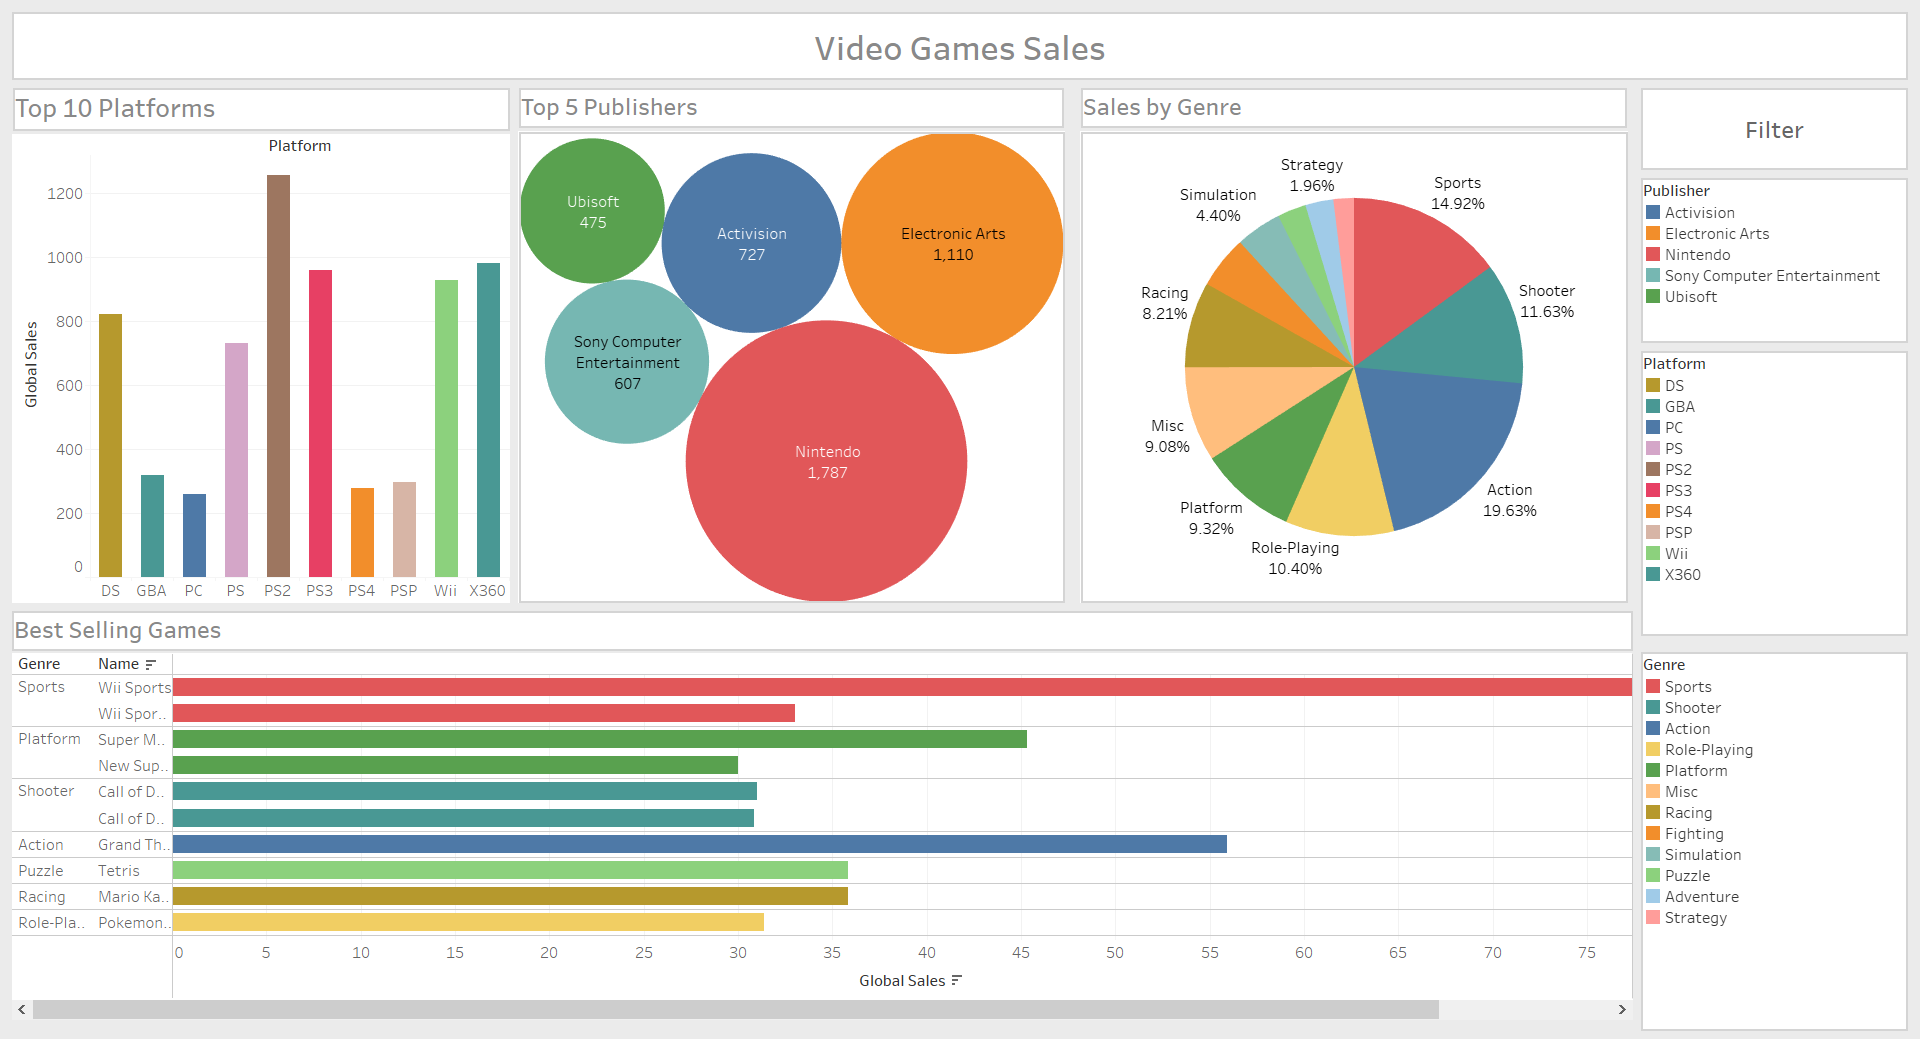 Video Games Sales
Top 10 Platforms
Platform
Global Sales
1200
1000
800
600
400
200
0
DS GBA PC PS PS2 PS3 PS4 PSP Wii X360
Top 5 Publishers
Ubisoft
475
Activision
727
Electronic Arts
1,110
Sony Computer
Entertainment
607
Nintendo
1,787
Sales by Genre
Strategy
1.96%
Sports
14.92%
Simulation
4.40%
Shooter
11.63%
Racing
8.21%
Misc
9.08%
Action
19.63%
Platform
9.32%
Role-Playing
10.40%
Filter
Publisher
Activision
Electronic Arts
Nintendo
Sony Computer Entertainment
Ubisoft
Platform
DS
GBA
PC
PS
PS2
PS3
PS4
PSP
Wii
X360
Best Selling Games
Genre Name
Sports Wii Sports
Wii Spor..
Platform Super M..
New Sup..
Shooter Call of D..
Call of D..
Action Grand Th..
Puzzle Tetris
Racing Mario Ka..
Role-Pla.. Pokemon..
0 5 10 15 20 25 30 35 40 45 50 55 60 65 70 75
Global Sales
Genre
Sports
Shooter
Action
Role-Playing
Platform
Misc
Racing
Fighting
Simulation
Puzzle
Adventure
Strategy